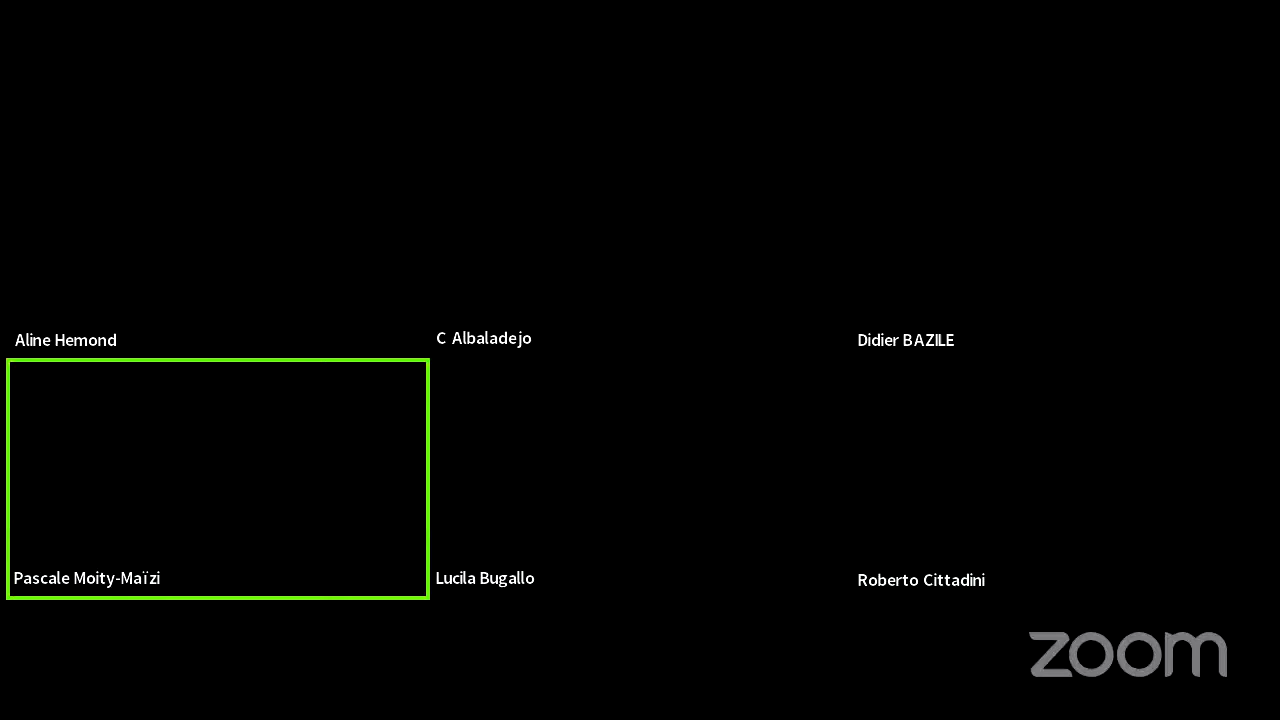 Aline Hemond
C Albaladejo
Didier BAZILE
Pascale Moity-Maïzi
Lucila Bugallo
Roberto Cittadini
zoom